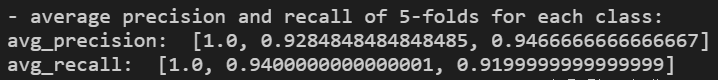 - average precision and recall of 5-folds for each class:
avg_precision:  [1.0, 0.9284848484848485, 0.9466666666666667]
avg_recall:  [1.0, 0.9400000000000001, 0.9199999999999999]